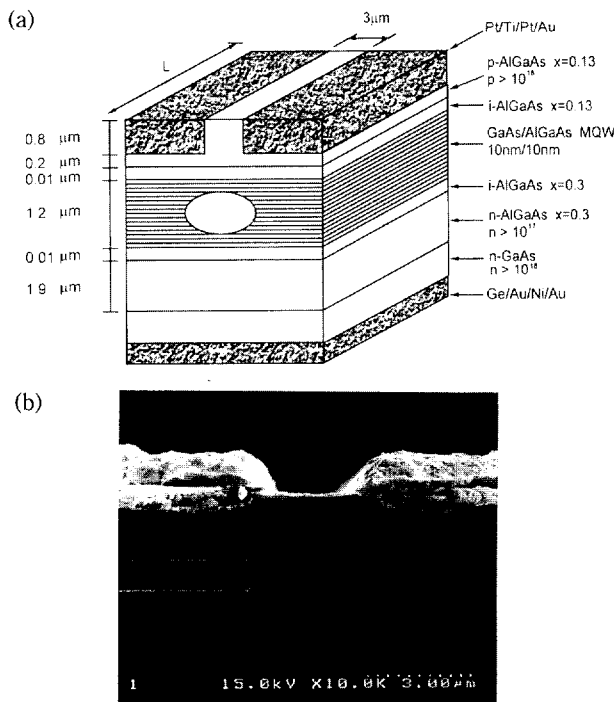 (a)
3μm
L
Pt/Ti/Pt/Au
p-AlGaAs x=0.13
p > 10¹⁸
i-AlGaAs x=0.13
GaAs/AlGaAs MQW
10nm/10nm
i-AlGaAs x=0.3
n-AlGaAs x=0.3
n > 10¹⁷
n-GaAs
n > 10¹⁸
Ge/Au/Ni/Au
0.8 μm
0.2 μm
0.01 μm
1.2 μm
0.01 μm
1.9 μm
(b)
1 15.0kV X10.0K 3.00μm